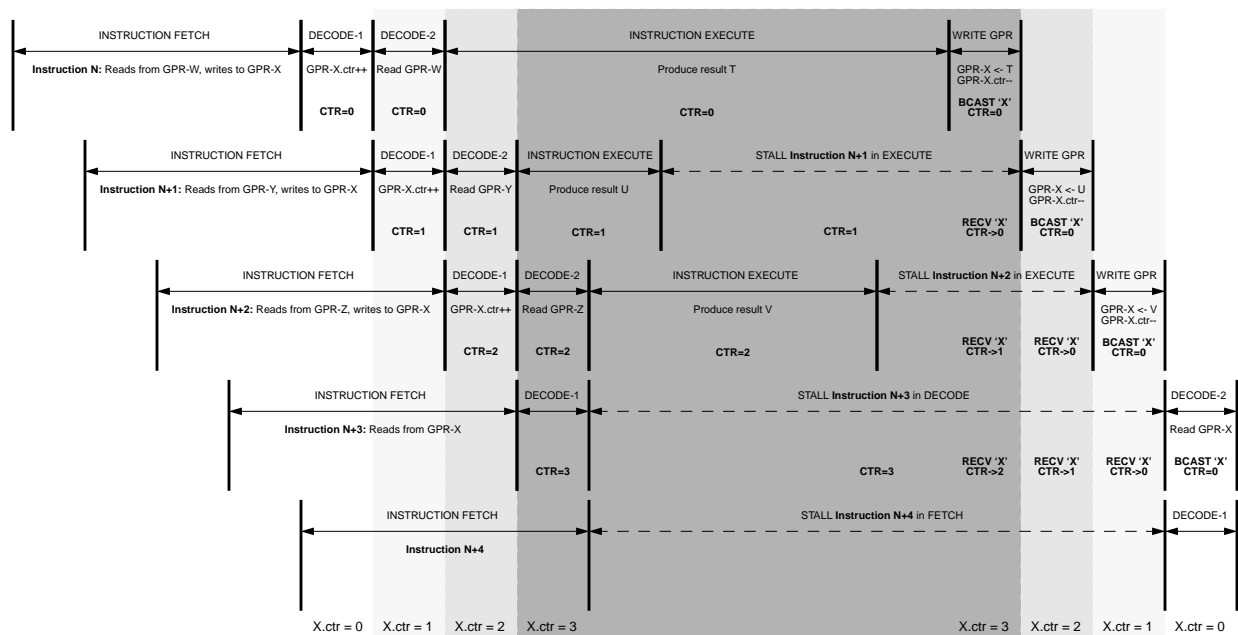 INSTRUCTION FETCH DECODE-1 DECODE-2 INSTRUCTION EXECUTE WRITE GPR
Instruction N: Reads from GPR-W, writes to GPR-X GPR-X.ctr++ Read GPR-W Produce result T GPR-X <- T
GPR-X.ctr--
CTR=0 CTR=0 CTR=0 BCAST ‘X’
CTR=0
INSTRUCTION FETCH DECODE-1 DECODE-2 INSTRUCTION EXECUTE STALL Instruction N+1 in EXECUTE WRITE GPR
Instruction N+1: Reads from GPR-Y, writes to GPR-X GPR-X.ctr++ Read GPR-Y Produce result U GPR-X <- U
GPR-X.ctr--
RECV ‘X’ BCAST ‘X’
CTR=1 CTR=1 CTR=1 CTR=1 CTR->0 CTR=0
INSTRUCTION FETCH DECODE-1 DECODE-2 INSTRUCTION EXECUTE STALL Instruction N+2 in EXECUTE WRITE GPR
Instruction N+2: Reads from GPR-Z, writes to GPR-X GPR-X.ctr++ Read GPR-Z Produce result V GPR-X <- V
GPR-X.ctr--
RECV ‘X’ RECV ‘X’ BCAST ‘X’
CTR=2 CTR=2 CTR=2 CTR->1 CTR->0 CTR=0
INSTRUCTION FETCH DECODE-1 STALL Instruction N+3 in DECODE DECODE-2
Instruction N+3: Reads from GPR-X Read GPR-X
RECV ‘X’ RECV ‘X’ RECV ‘X’ BCAST ‘X’
CTR=3 CTR=3 CTR->2 CTR->1 CTR->0 CTR=0
INSTRUCTION FETCH STALL Instruction N+4 in FETCH DECODE-1
Instruction N+4
X.ctr = 0 X.ctr = 1 X.ctr = 2 X.ctr = 3 X.ctr = 3 X.ctr = 2 X.ctr = 1 X.ctr = 0